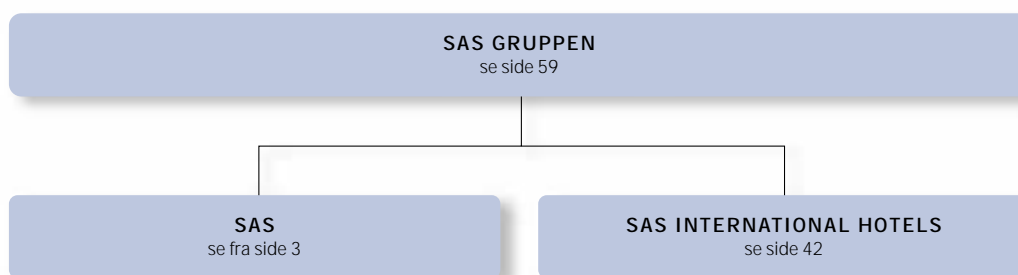 SAS GRUPPEN
se side 59
SAS
se fra side 3
SAS INTERNATIONAL HOTELS
se side 42